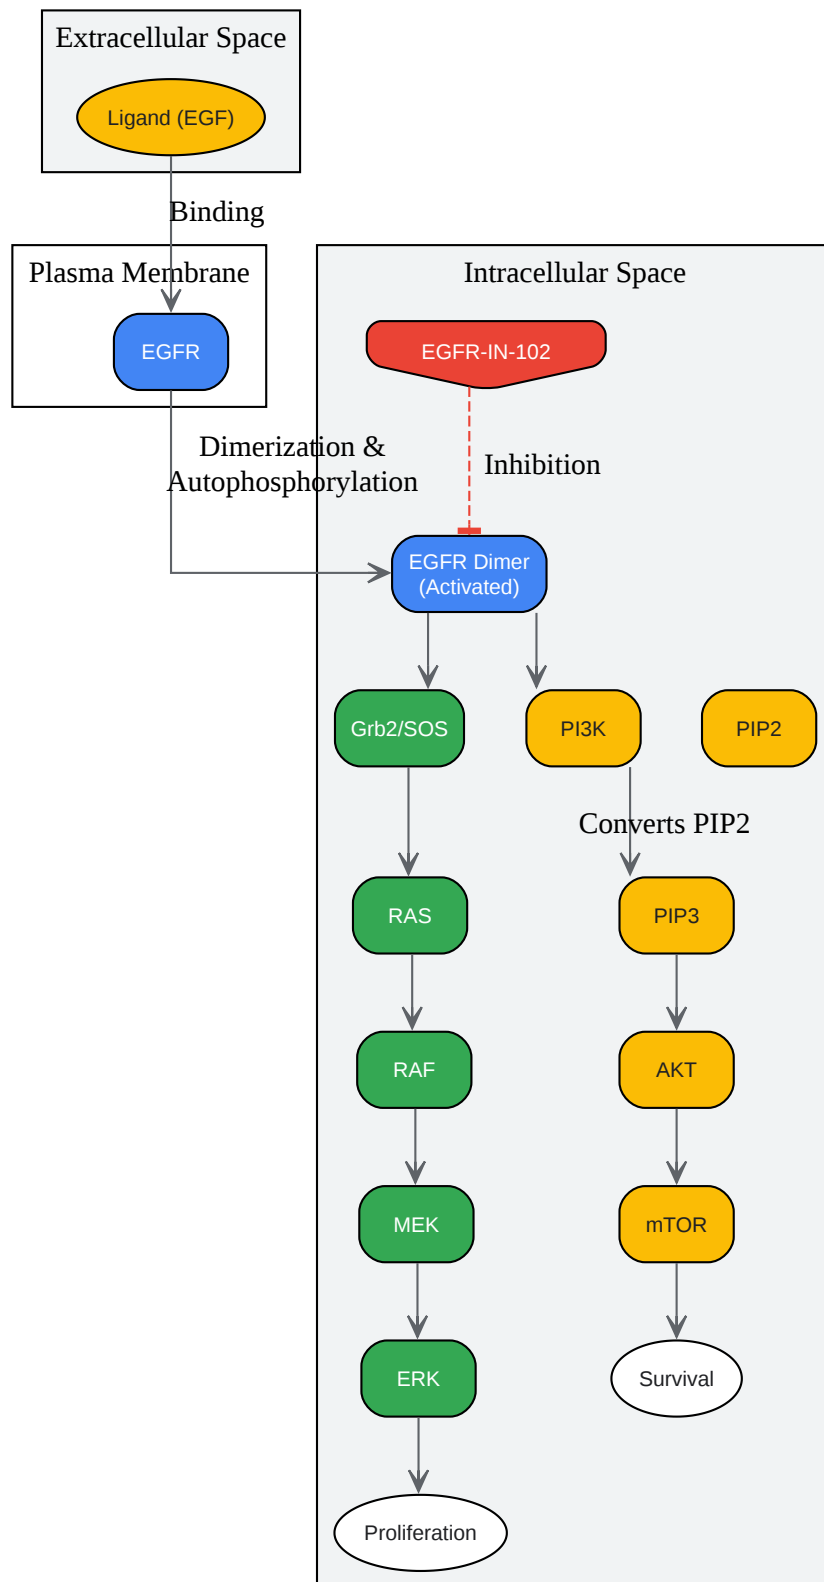 Extracellular Space
Ligand (EGF)
Binding
Plasma Membrane
EGFR
Dimerization &
Autophosphorylation
Intracellular Space
EGFR-IN-102
Inhibition
EGFR Dimer
(Activated)
Grb2/SOS
PI3K
PIP2
Converts PIP2
RAS
PIP3
RAF
AKT
MEK
mTOR
ERK
Survival
Proliferation